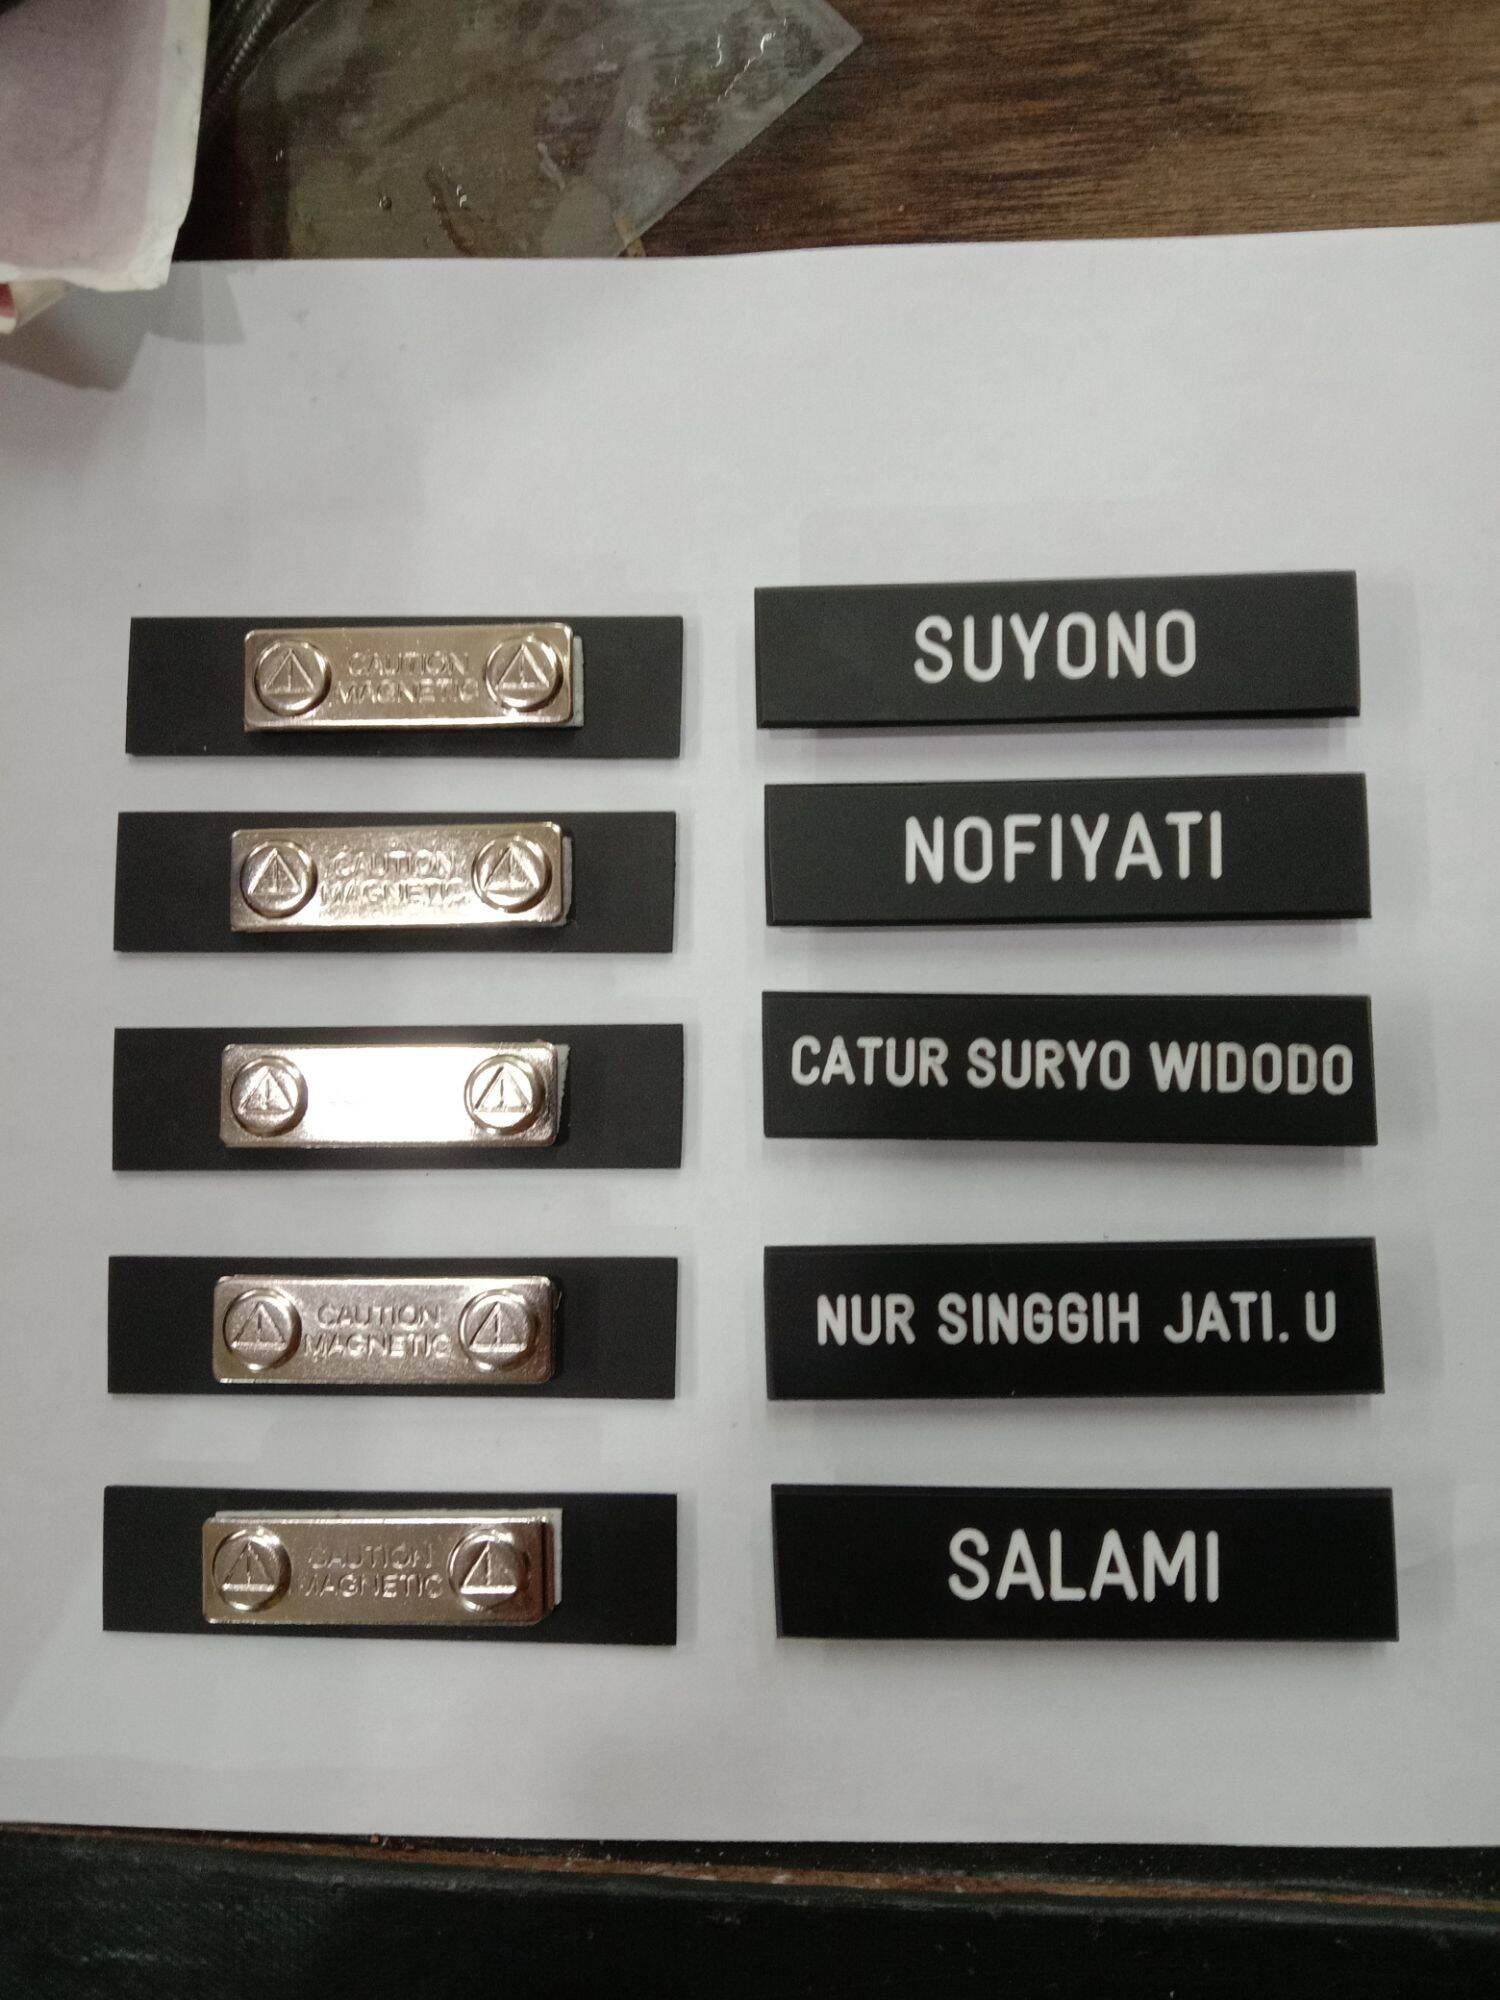 CAUTION
MAGNETIC
SUYONO
CAUTION
MAGNETIC
NOFIYATI
CATUR SURYO WIDODO
CAUTION
MAGNETIC
NUR SINGGIH JATI. U
CAUTION
MAGNETIC
SALAMI